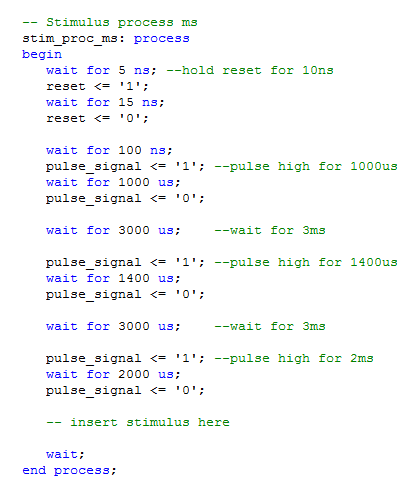 -- Stimulus process ms
stim_proc_ms: process
begin
wait for 5 ns; --hold reset for 10ns
reset <= '1';
wait for 15 ns;
reset <= '0';
wait for 100 ns;
pulse_signal <= '1'; --pulse high for 1000us
wait for 1000 us;
pulse_signal <= '0';
wait for 3000 us; --wait for 3ms
pulse_signal <= '1'; --pulse high for 1400us
wait for 1400 us;
pulse_signal <= '0';
wait for 3000 us; --wait for 3ms
pulse_signal <= '1'; --pulse high for 2ms
wait for 2000 us;
pulse_signal <= '0';
-- insert stimulus here
wait;
end process;